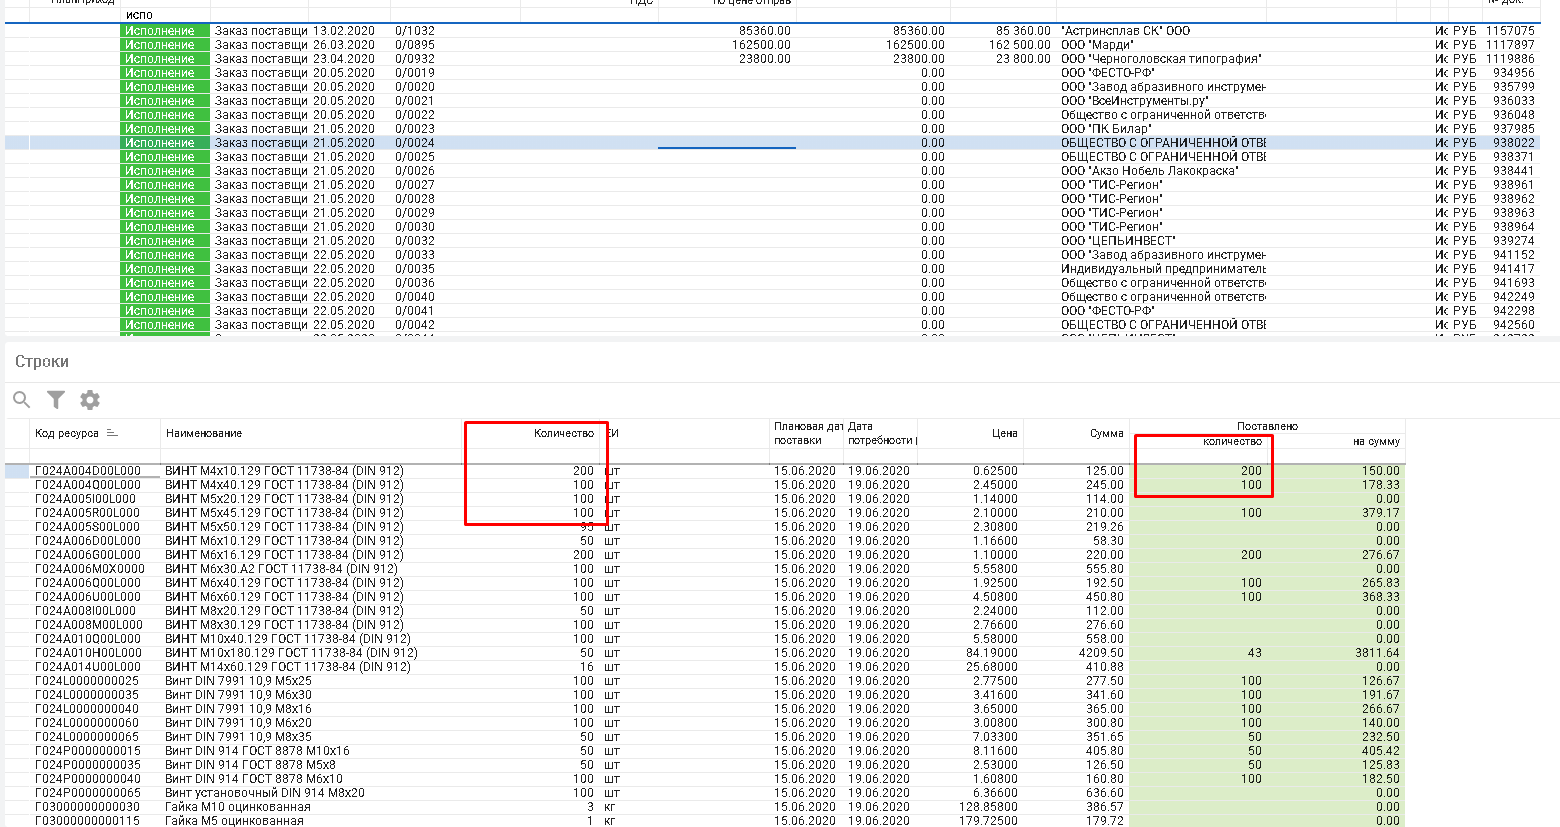 испо
Исполнение Заказ поставщи 13.02.2020 0/1032 85360.00 85360.00 85 360.00 "Астринсплав СК" ООО Ис РУБ 1157075
Исполнение Заказ поставщи 26.03.2020 0/0895 162500.00 162500.00 162 500.00 ООО "Марди" Ис РУБ 1117897
Исполнение Заказ поставщи 23.04.2020 0/0932 23800.00 23800.00 23 800.00 ООО "Черноголовская типография" Ис РУБ 1119886
Исполнение Заказ поставщи 20.05.2020 0/0019 0.00 ООО "ФЕСТО-РФ" Ис РУБ 934956
Исполнение Заказ поставщи 20.05.2020 0/0020 0.00 ООО "Завод абразивного инструмен Ис РУБ 935799
Исполнение Заказ поставщи 20.05.2020 0/0021 0.00 ООО "ВсеИнструменты.ру" Ис РУБ 936033
Исполнение Заказ поставщи 20.05.2020 0/0022 0.00 Общество с ограниченной ответств Ис РУБ 936048
Исполнение Заказ поставщи 21.05.2020 0/0023 0.00 ООО "ПК Билар" Ис РУБ 937985
Исполнение Заказ поставщи 21.05.2020 0/0024 0.00 ОБЩЕСТВО С ОГРАНИЧЕННОЙ ОТВЕ Ис РУБ 938022
Исполнение Заказ поставщи 21.05.2020 0/0025 0.00 ОБЩЕСТВО С ОГРАНИЧЕННОЙ ОТВЕ Ис РУБ 938371
Исполнение Заказ поставщи 21.05.2020 0/0026 0.00 ООО "Акзо Нобель Лакокраска" Ис РУБ 938441
Исполнение Заказ поставщи 21.05.2020 0/0027 0.00 ООО "ТИС-Регион" Ис РУБ 938961
Исполнение Заказ поставщи 21.05.2020 0/0028 0.00 ООО "ТИС-Регион" Ис РУБ 938962
Исполнение Заказ поставщи 21.05.2020 0/0029 0.00 ООО "ТИС-Регион" Ис РУБ 938963
Исполнение Заказ поставщи 21.05.2020 0/0030 0.00 ООО "ТИС-Регион" Ис РУБ 938964
Исполнение Заказ поставщи 21.05.2020 0/0032 0.00 ООО "ЦЕПЬИНВЕСТ" Ис РУБ 939274
Исполнение Заказ поставщи 22.05.2020 0/0033 0.00 ООО "Завод абразивного инструмен Ис РУБ 941152
Исполнение Заказ поставщи 22.05.2020 0/0035 0.00 Индивидуальный предприниматель Ис РУБ 941417
Исполнение Заказ поставщи 22.05.2020 0/0036 0.00 Общество с ограниченной ответств Ис РУБ 941693
Исполнение Заказ поставщи 22.05.2020 0/0040 0.00 Общество с ограниченной ответств Ис РУБ 942249
Исполнение Заказ поставщи 22.05.2020 0/0041 0.00 ООО "ФЕСТО-РФ" Ис РУБ 942298
Исполнение Заказ поставщи 22.05.2020 0/0042 0.00 ОБЩЕСТВО С ОГРАНИЧЕННОЙ ОТВЕ Ис РУБ 942560
Строки
Код ресурса Наименование Количество ЕИ Плановая дат Дата Цена Сумма Поставлено
поставки потребности количество на сумму
Г024А004D00L000 ВИНТ М4х10.129 ГОСТ 11738-84 (DIN 912) 200 шт 15.06.2020 19.06.2020 0.62500 125.00 200 150.00
Г024А004Q00L000 ВИНТ М4х40.129 ГОСТ 11738-84 (DIN 912) 100 шт 15.06.2020 19.06.2020 2.45000 245.00 100 178.33
Г024А005I00L000 ВИНТ М5х20.129 ГОСТ 11738-84 (DIN 912) 100 шт 15.06.2020 19.06.2020 1.14000 114.00 0.00
Г024А005R00L000 ВИНТ М5х45.129 ГОСТ 11738-84 (DIN 912) 100 шт 15.06.2020 19.06.2020 2.10000 210.00 100 379.17
Г024А005S00L000 ВИНТ М5х50.129 ГОСТ 11738-84 (DIN 912) 95 шт 15.06.2020 19.06.2020 2.30800 219.26 0.00
Г024А006D00L000 ВИНТ М6х10.129 ГОСТ 11738-84 (DIN 912) 50 шт 15.06.2020 19.06.2020 1.16600 58.30 0.00
Г024А006G00L000 ВИНТ М6х16.129 ГОСТ 11738-84 (DIN 912) 200 шт 15.06.2020 19.06.2020 1.10000 220.00 200 276.67
Г024А006М0Х0000 ВИНТ М6х30.А2 ГОСТ 11738-84 (DIN 912) 100 шт 15.06.2020 19.06.2020 5.55800 555.80 0.00
Г024А006Q00L000 ВИНТ М6х40.129 ГОСТ 11738-84 (DIN 912) 100 шт 15.06.2020 19.06.2020 1.92500 192.50 100 265.83
Г024А006U00L000 ВИНТ М6х60.129 ГОСТ 11738-84 (DIN 912) 100 шт 15.06.2020 19.06.2020 4.50800 450.80 100 368.33
Г024А008I00L000 ВИНТ М8х20.129 ГОСТ 11738-84 (DIN 912) 50 шт 15.06.2020 19.06.2020 2.24000 112.00 0.00
Г024А008М00L000 ВИНТ М8х30.129 ГОСТ 11738-84 (DIN 912) 100 шт 15.06.2020 19.06.2020 2.76600 276.60 0.00
Г024А010Q00L000 ВИНТ М10х40.129 ГОСТ 11738-84 (DIN 912) 100 шт 15.06.2020 19.06.2020 5.58000 558.00 0.00
Г024А010Н00L000 ВИНТ М10х180.129 ГОСТ 11738-84 (DIN 912) 50 шт 15.06.2020 19.06.2020 84.19000 4209.50 43 3811.64
Г024А014U00L000 ВИНТ М14х60.129 ГОСТ 11738-84 (DIN 912) 16 шт 15.06.2020 19.06.2020 25.68000 410.88 0.00
Г024L0000000025 Винт DIN 7991 10,9 М5х25 100 шт 15.06.2020 19.06.2020 2.77500 277.50 100 126.67
Г024L0000000035 Винт DIN 7991 10,9 М6х30 100 шт 15.06.2020 19.06.2020 3.41600 341.60 100 191.67
Г024L0000000040 Винт DIN 7991 10,9 М8х16 100 шт 15.06.2020 19.06.2020 3.65000 365.00 100 266.67
Г024L0000000060 Винт DIN 7991 10,9 М6х20 100 шт 15.06.2020 19.06.2020 3.00800 300.80 100 140.00
Г024L0000000065 Винт DIN 7991 10,9 М8х35 50 шт 15.06.2020 19.06.2020 7.03300 351.65 50 232.50
Г024Р0000000015 Винт DIN 914 ГОСТ 8878 М10х16 50 шт 15.06.2020 19.06.2020 8.11600 405.80 50 405.42
Г024Р0000000035 Винт DIN 914 ГОСТ 8878 М5х8 50 шт 15.06.2020 19.06.2020 2.53000 126.50 50 125.83
Г024Р0000000040 Винт DIN 914 ГОСТ 8878 М6х10 100 шт 15.06.2020 19.06.2020 1.60800 160.80 100 182.50
Г024Р0000000065 Винт установочный DIN 914 М8х20 100 шт 15.06.2020 19.06.2020 6.36600 636.60 0.00
Г03000000000030 Гайка М10 оцинкованная 3 кг 15.06.2020 19.06.2020 128.85800 386.57 0.00
Г03000000000115 Гайка М5 оцинкованная 1 кг 15.06.2020 19.06.2020 179.72500 179.72 0.00